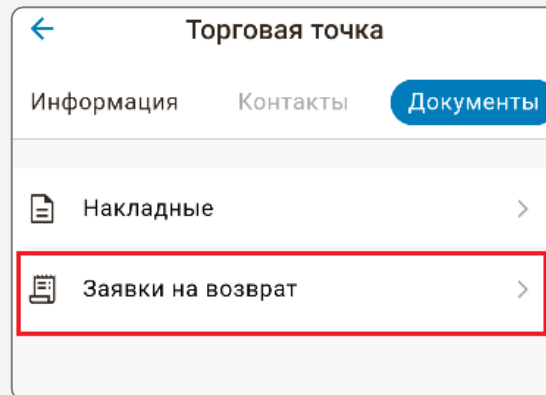 Торговая точка
Информация Контакты Документы
Накладные
Заявки на возврат